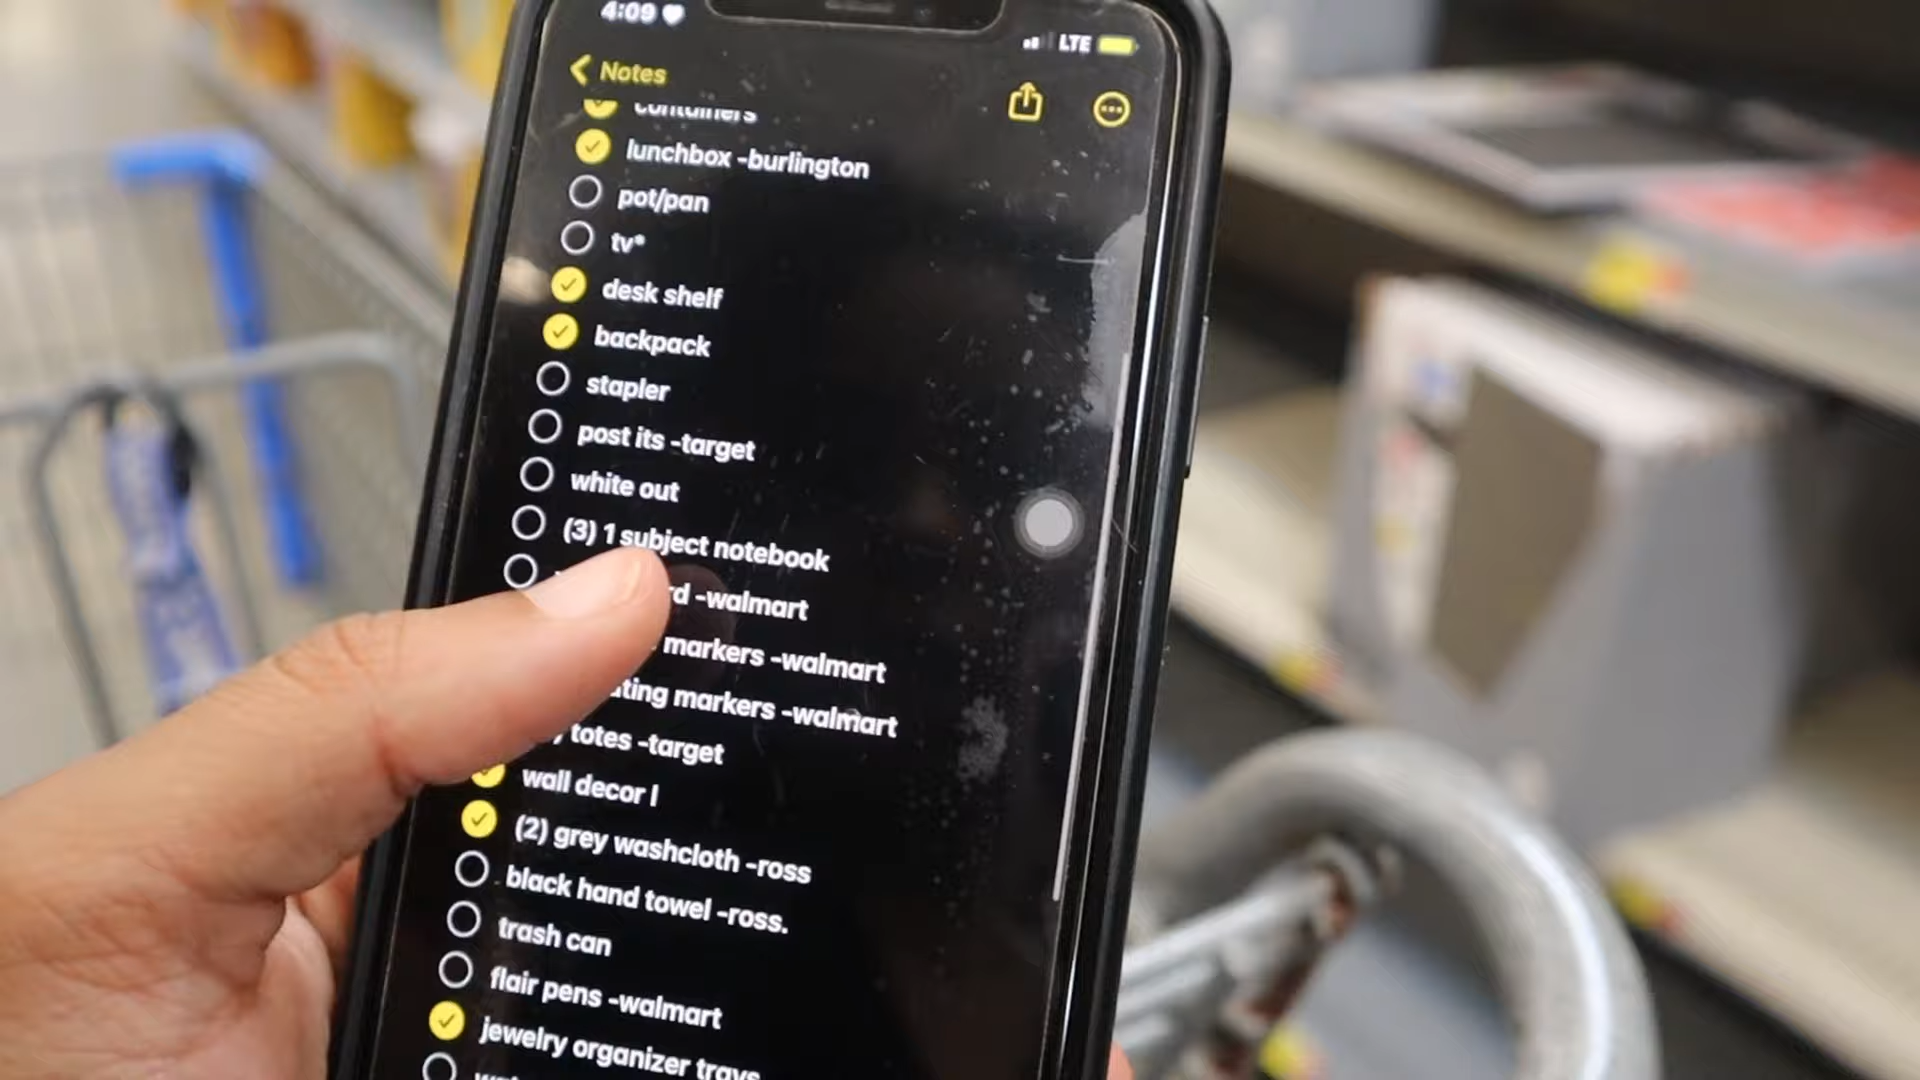 4:09
LTE
Notes
containers
lunchbox -burlington
pot/pan
tv*
desk shelf
backpack
stapler
post its -target
white out
(3) 1 subject notebook
-walmart
markers -walmart
markers -walmart
totes -target
wall decor I
(2) grey washcloth -ross
black hand towel -ross.
trash can
flair pens -walmart
jewelry organizer trays